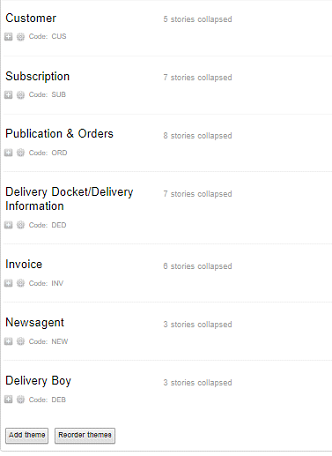 Customer
5 stories collapsed
Code: CUS
Subscription
7 stories collapsed
Code: SUB
Publication & Orders
8 stories collapsed
Code: ORD
Delivery Docket/Delivery
Information
7 stories collapsed
Code: DED
Invoice
6 stories collapsed
Code: INV
Newsagent
3 stories collapsed
Code: NEW
Delivery Boy
3 stories collapsed
Code: DEB
Add theme
Reorder themes